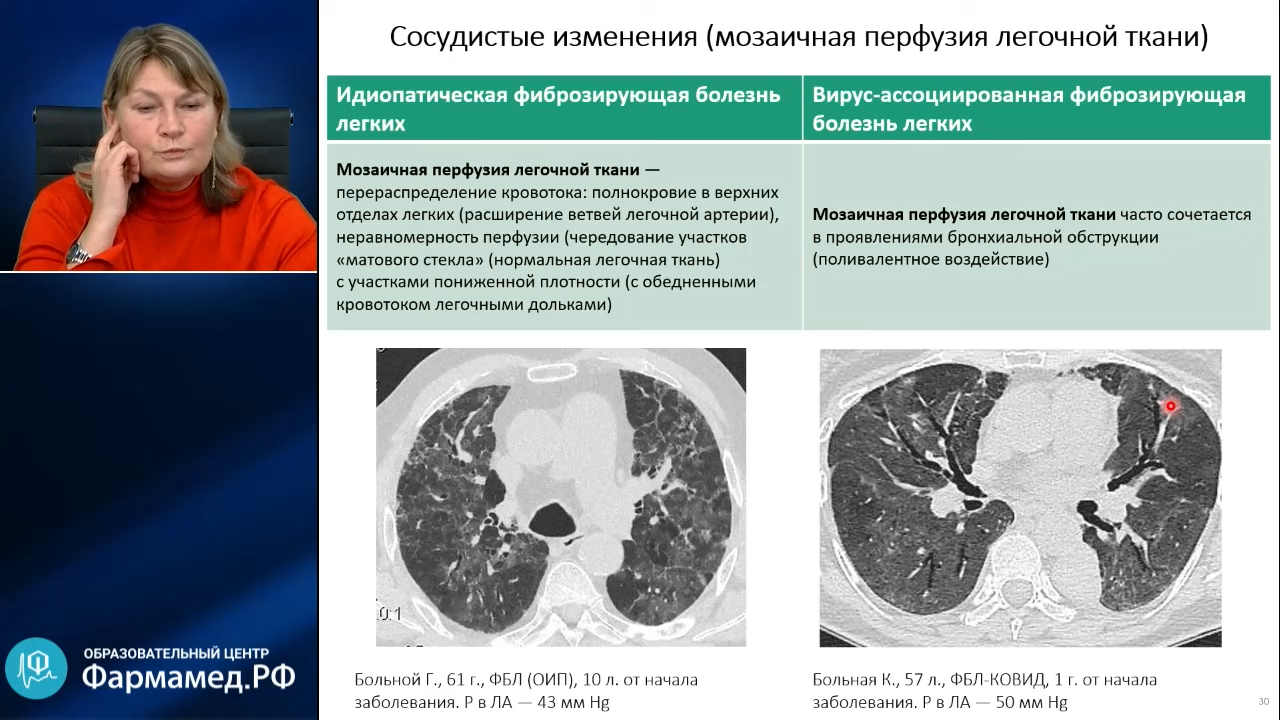 Сосудистые изменения (мозаичная перфузия легочной ткани)
Идиопатическая фиброзирующая болезнь
легких
Вирус-ассоциированная фиброзирующая
болезнь легких
Мозаичная перфузия легочной ткани —
перераспределение кровотока: полнокровие в верхних
отделах легких (расширение ветвей легочной артерии),
неравномерность перфузии (чередование участков
«матового стекла» (нормальная легочная ткань)
с участками пониженной плотности (с обедненными
кровотоком легочными дольками)
Мозаичная перфузия легочной ткани часто сочетается
в проявлениями бронхиальной обструкции
(поливалентное воздействие)
0:1
Больной Г., 61 г., ФБЛ (ОИП), 10 л. от начала
заболевания. Р в ЛА — 43 мм Hg
Больная К., 57 л., ФБЛ-КОВИД, 1 г. от начала
заболевания. Р в ЛА — 50 мм Hg
30
ОБРАЗОВАТЕЛЬНЫЙ ЦЕНТР
Фармамед.РФ